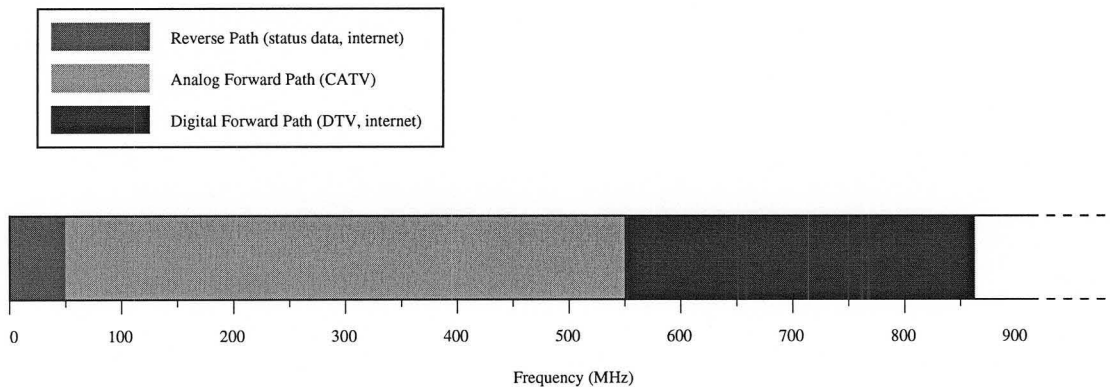 Reverse Path (status data, internet)
Analog Forward Path (CATV)
Digital Forward Path (DTV, internet)
0 100 200 300 400 500 600 700 800 900
Frequency (MHz)